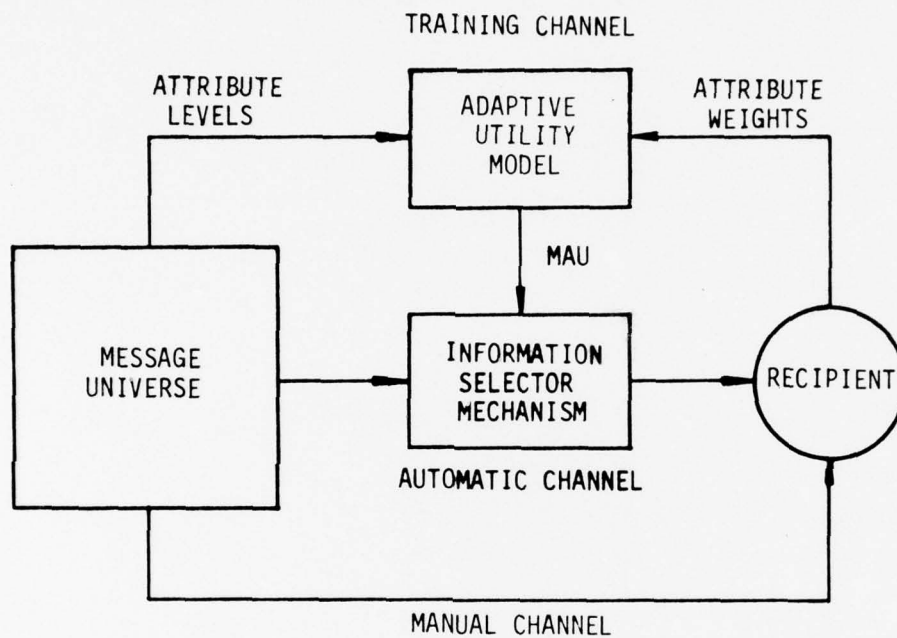 TRAINING CHANNEL
ATTRIBUTE
LEVELS
ADAPTIVE
UTILITY
MODEL
ATTRIBUTE
WEIGHTS
MAU
MESSAGE
UNIVERSE
INFORMATION
SELECTOR
MECHANISM
RECIPIENT
AUTOMATIC CHANNEL
MANUAL CHANNEL